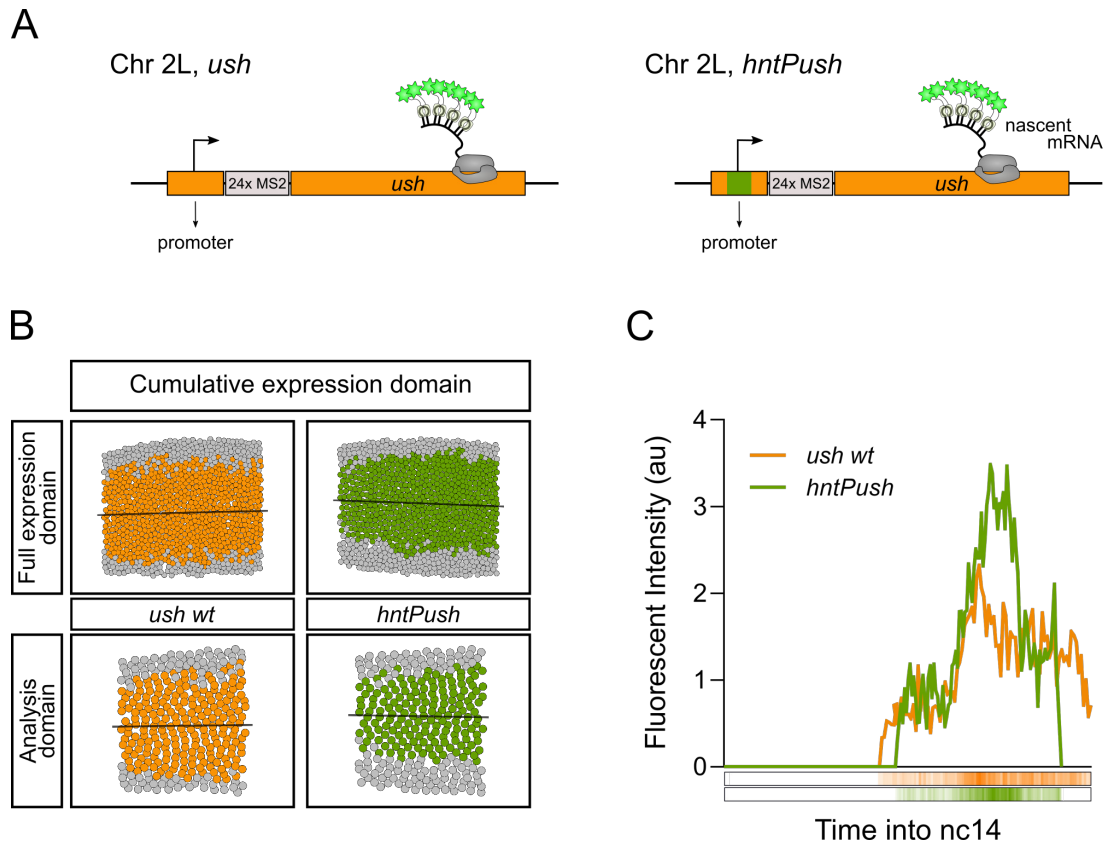 A
Chr 2L, ush
24x MS2
ush
promoter
Chr 2L, hntPush
nascent
mRNA
24x MS2
ush
promoter
B
Cumulative expression domain
Full expression
domain
ush wt
hntPush
Analysis
domain
C
Fluorescent Intensity (au)
4
3
2
1
0
ush wt
hntPush
Time into nc14